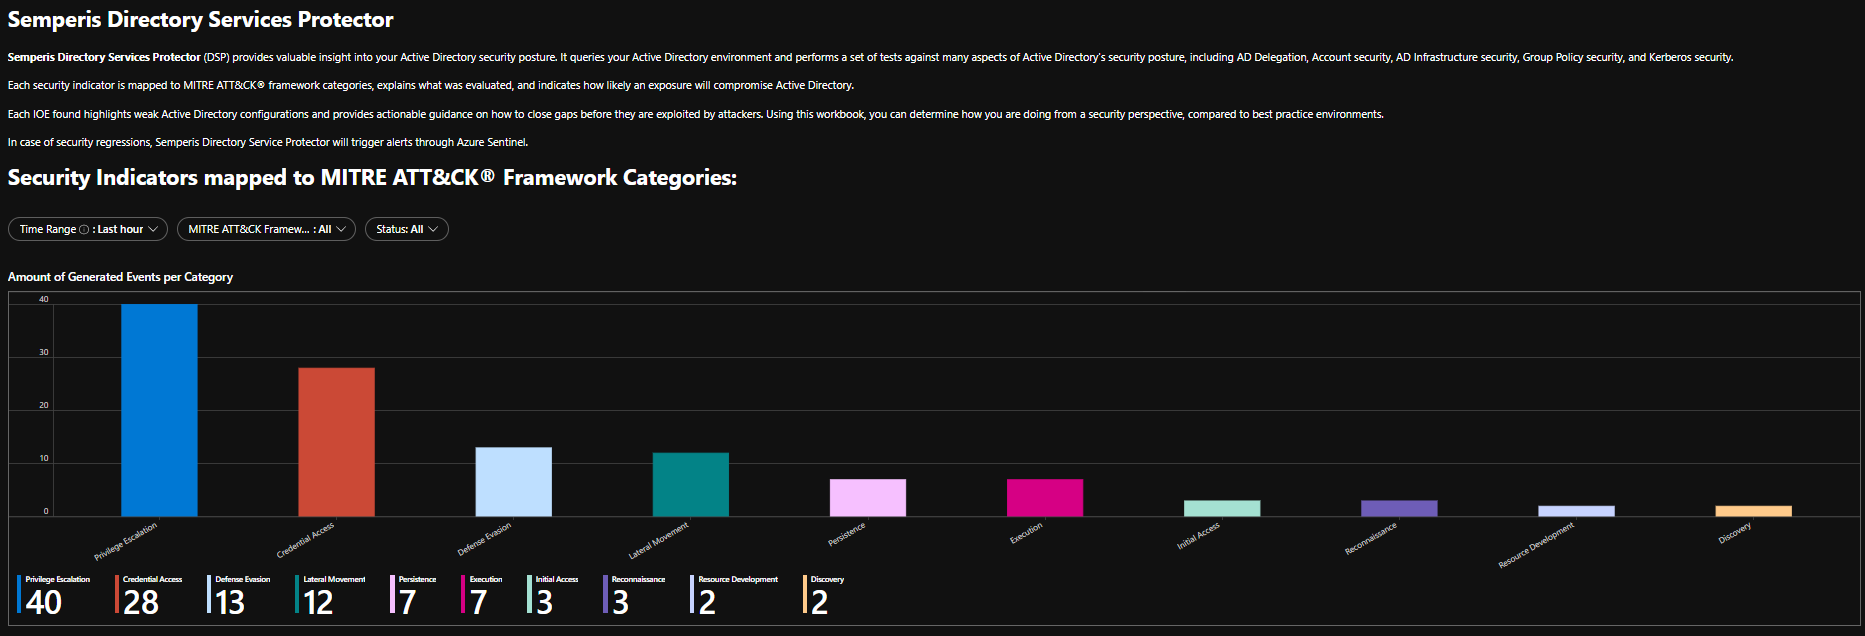 Semperis Directory Services Protector
Semperis Directory Services Protector (DSP) provides valuable insight into your Active Directory security posture. It queries your Active Directory environment and performs a set of tests against many aspects of Active Directory's security posture, including AD Delegation, Account security, AD Infrastructure security, Group Policy security, and Kerberos security.
Each security indicator is mapped to MITRE ATT&CK® framework categories, explains what was evaluated, and indicates how likely an exposure will compromise Active Directory.
Each IOE found highlights weak Active Directory configurations and provides actionable guidance on how to close gaps before they are exploited by attackers. Using this workbook, you can determine how you are doing from a security perspective, compared to best practice environments.
In case of security regressions, Semperis Directory Service Protector will trigger alerts through Azure Sentinel.
Security Indicators mapped to MITRE ATT&CK® Framework Categories:
Time Range ⓘ : Last hour MITRE ATT&CK Framew... : All Status: All
Amount of Generated Events per Category
40
30
20
10
0
Privilege Escalation Credential Access Defense Evasion Lateral Movement Persistence Execution Initial Access Reconnaissance Resource Development Discovery
Privilege Escalation Credential Access Defense Evasion Lateral Movement Persistence Execution Initial Access Reconnaissance Resource Development Discovery
40 28 13 12 7 7 3 3 2 2